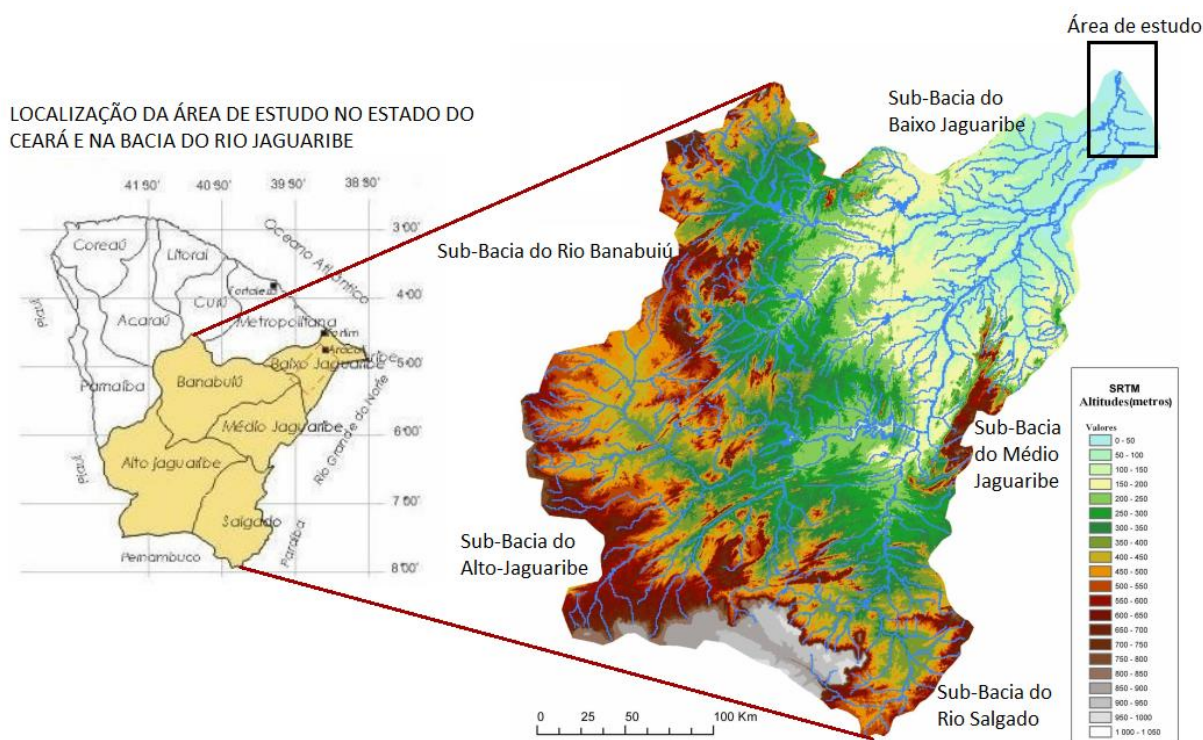 LOCALIZAÇÃO DA ÁREA DE ESTUDO NO ESTADO DO
CEARÁ E NA BACIA DO RIO JAGUARIBE
41°50'
40°50'
39°50'
38°50'
3°00'
4°00'
5°00'
6°00'
7°00'
8°00'
Coreaú
Litoral
Oceano Atlântico
Curú
Fortaleza
Acaraú
Metropolitana
Piauí
Parnaíba
Banabuiú
Baixo Jaguaribe
Médio Jaguaribe
Rio Grande do Norte
Alto Jaguaribe
Piauí
Salgado
Paraíba
Pernambuco
Área de estudo
Sub-Bacia do
Baixo Jaguaribe
Sub-Bacia do Rio Banabuiú
Sub-Bacia
do Médio
Jaguaribe
Sub-Bacia do
Alto-Jaguaribe
Sub-Bacia do
Rio Salgado
0 25 50 100 Km
SRTM
Altitudes(metros)
Valores
0 - 50
50 - 100
100 - 150
150 - 200
200 - 250
250 - 300
300 - 350
350 - 400
400 - 450
450 - 500
500 - 550
550 - 600
600 - 650
650 - 700
700 - 750
750 - 800
800 - 850
850 - 900
900 - 950
950 - 1000
1 000 - 1 050